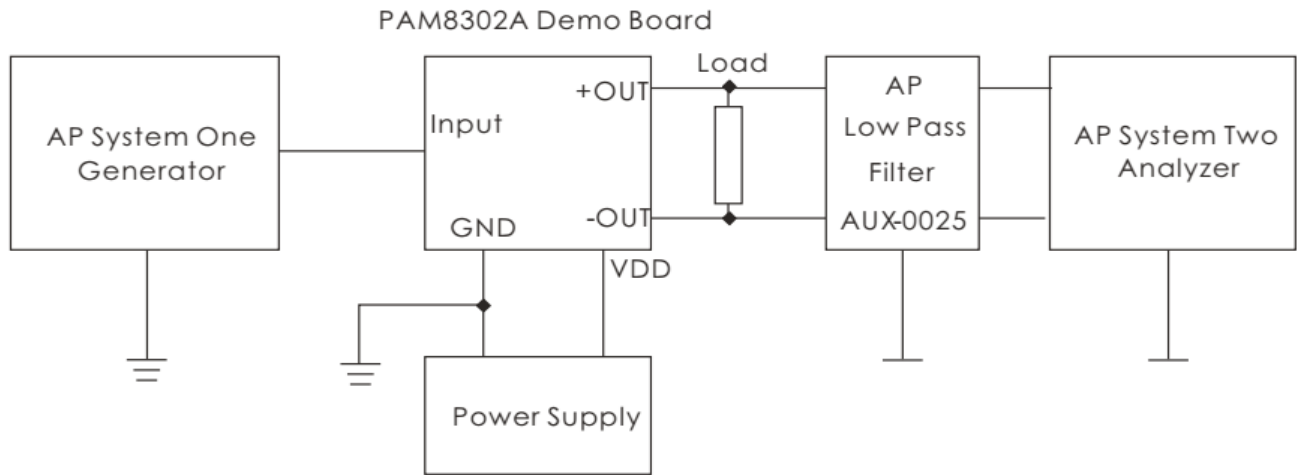 PAM8302A Demo Board
AP System One
Generator
Input
+OUT
-OUT
GND
VDD
Load
AP
Low Pass
Filter
AUX-0025
AP System Two
Analyzer
Power Supply